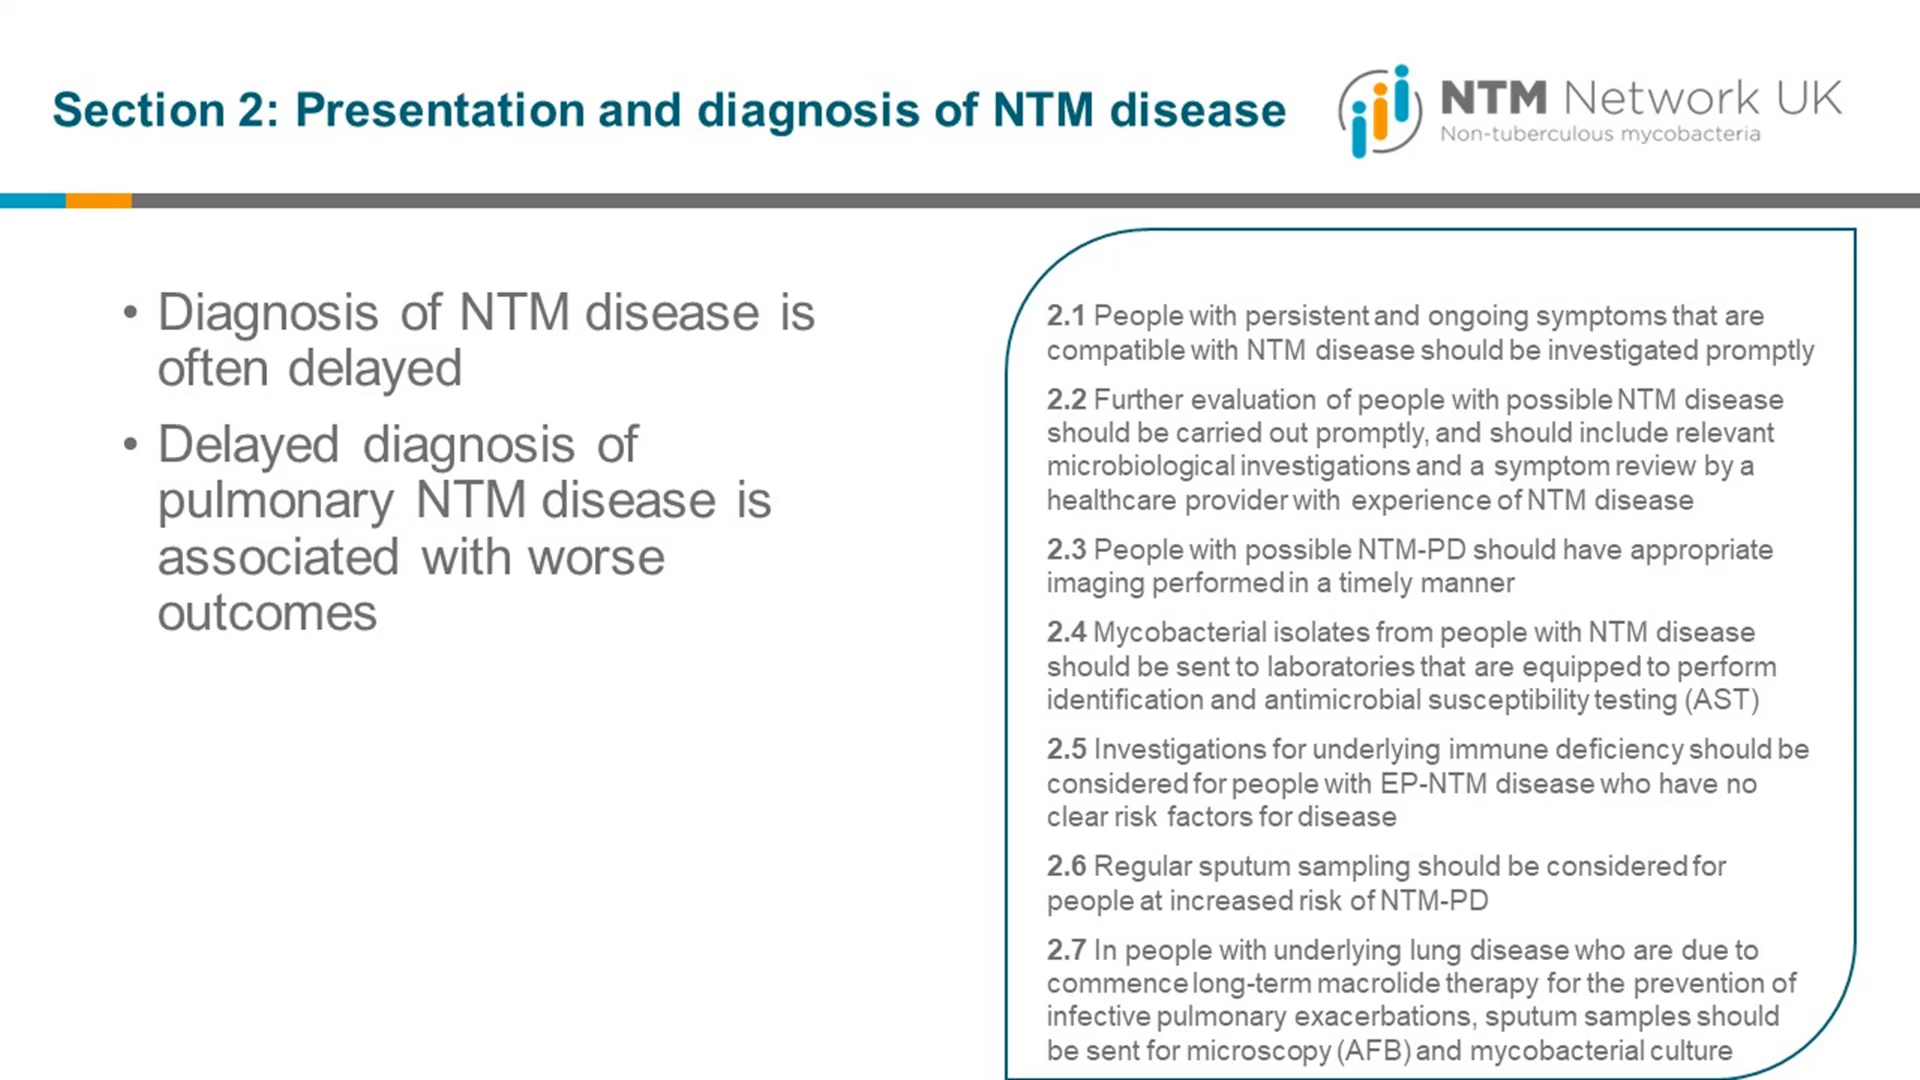 Section 2: Presentation and diagnosis of NTM disease
NTM Network UK
Non-tuberculous mycobacteria
• Diagnosis of NTM disease is
often delayed
• Delayed diagnosis of
pulmonary NTM disease is
associated with worse
outcomes
2.1 People with persistent and ongoing symptoms that are
compatible with NTM disease should be investigated promptly
2.2 Further evaluation of people with possible NTM disease
should be carried out promptly, and should include relevant
microbiological investigations and a symptom review by a
healthcare provider with experience of NTM disease
2.3 People with possible NTM-PD should have appropriate
imaging performed in a timely manner
2.4 Mycobacterial isolates from people with NTM disease
should be sent to laboratories that are equipped to perform
identification and antimicrobial susceptibility testing (AST)
2.5 Investigations for underlying immune deficiency should be
considered for people with EP-NTM disease who have no
clear risk factors for disease
2.6 Regular sputum sampling should be considered for
people at increased risk of NTM-PD
2.7 In people with underlying lung disease who are due to
commence long-term macrolide therapy for the prevention of
infective pulmonary exacerbations, sputum samples should
be sent for microscopy (AFB) and mycobacterial culture